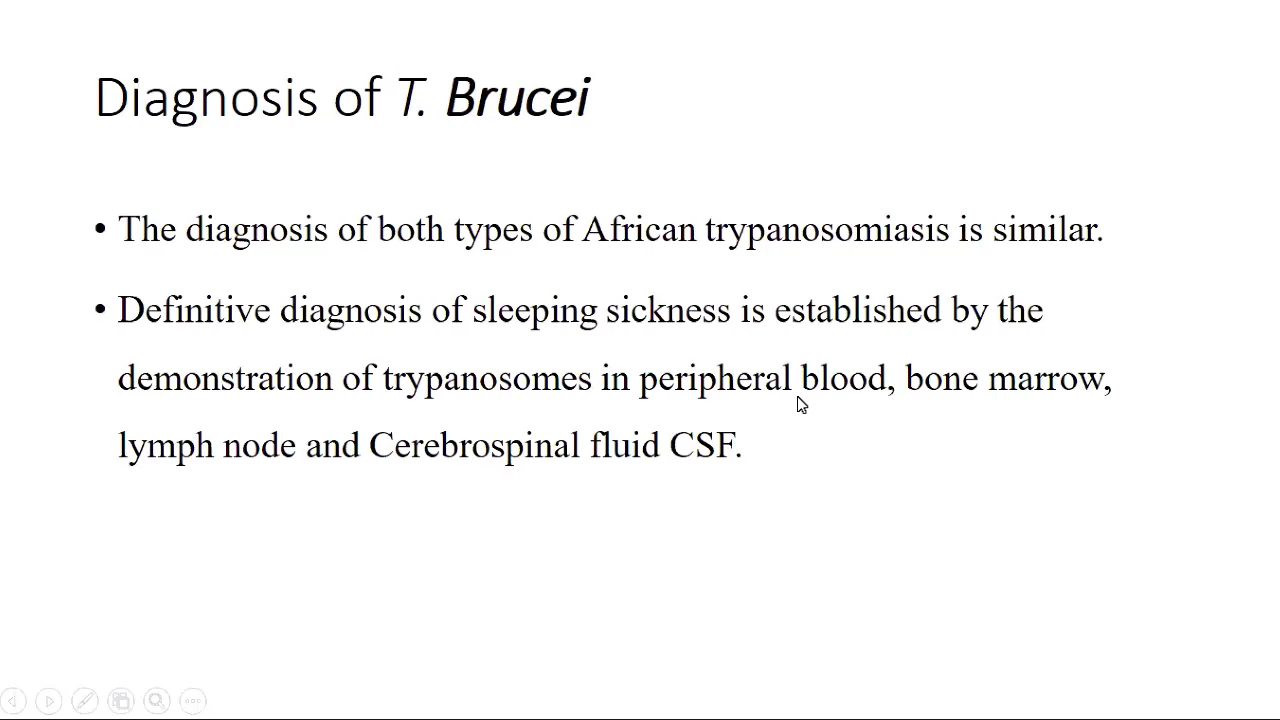 Diagnosis of T. Brucei
• The diagnosis of both types of African trypanosomiasis is similar.
• Definitive diagnosis of sleeping sickness is established by the
demonstration of trypanosomes in peripheral blood, bone marrow,
lymph node and Cerebrospinal fluid CSF.